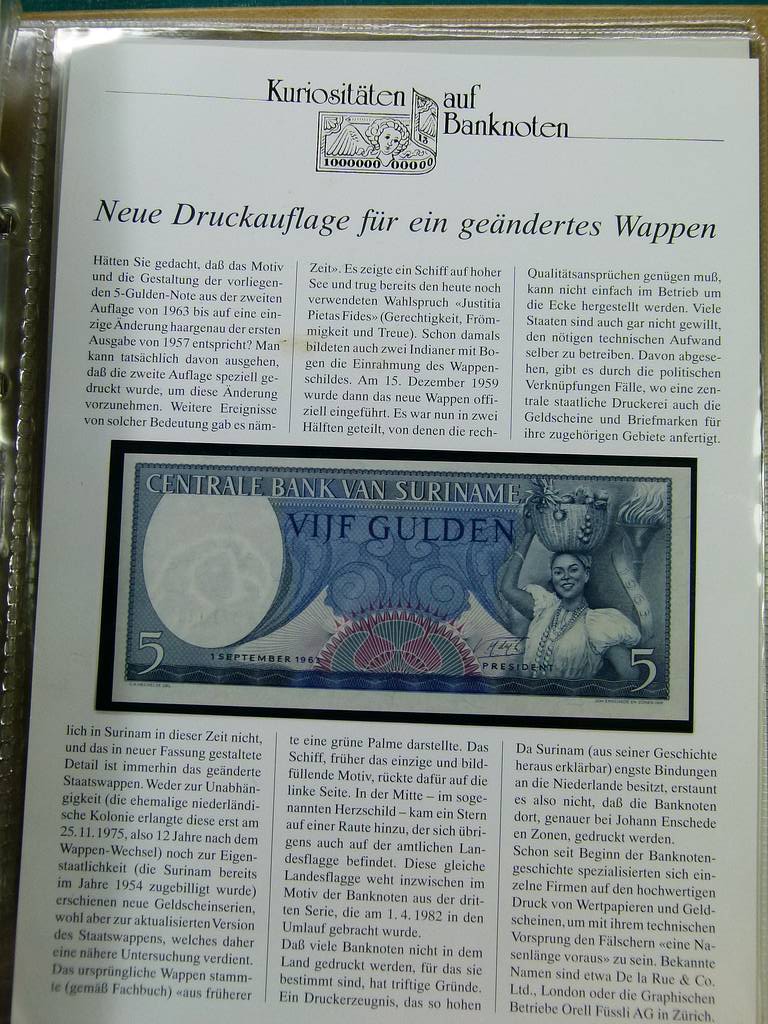 Kuriositäten auf
Banknoten
1000000 00000
Neue Druckauflage für ein geändertes Wappen
Hätten Sie gedacht, daß das Motiv
und die Gestaltung der vorliegen-
den 5-Gulden-Note aus der zweiten
Auflage von 1963 bis auf eine ein-
zige Änderung haargenau der ersten
Ausgabe von 1957 entspricht? Man
kann tatsächlich davon ausgehen,
daß die zweite Auflage speziell ge-
druckt wurde, um diese Änderung
vorzunehmen. Weitere Ereignisse
von solcher Bedeutung gab es näm-
Zeit». Es zeigte ein Schiff auf hoher
See und trug bereits den heute noch
verwendeten Wahlspruch «Justitia
Pietas Fides» (Gerechtigkeit, Fröm-
migkeit und Treue). Schon damals
bildeten auch zwei Indianer mit Bo-
gen die Einrahmung des Wappen-
schildes. Am 15. Dezember 1959
wurde dann das neue Wappen offi-
ziell eingeführt. Es war nun in zwei
Hälften geteilt, von denen die rech-
Qualitätsansprüchen genügen muß,
kann nicht einfach im Betrieb um
die Ecke hergestellt werden. Viele
Staaten sind auch gar nicht gewillt,
den nötigen technischen Aufwand
selber zu betreiben. Davon abgese-
hen, gibt es durch die politischen
Verknüpfungen Fälle, wo eine zen-
trale staatliche Druckerei auch die
Geldscheine und Briefmarken für
ihre zugehörigen Gebiete anfertigt.
CENTRALE BANK VAN SURINAME
VIJF GULDEN
5
1 SEPTEMBER 1963
PRESIDENT
5
lich in Surinam in dieser Zeit nicht,
und das in neuer Fassung gestaltete
Detail ist immerhin das geänderte
Staatswappen. Weder zur Unabhän-
gigkeit (die ehemalige niederländi-
sche Kolonie erlangte diese erst am
25.11.1975, also 12 Jahre nach dem
Wappen-Wechsel) noch zur Eigen-
staatlichkeit (die Surinam bereits
im Jahre 1954 zugebilligt wurde)
erschienen neue Geldscheinserien,
wohl aber zur aktualisierten Version
des Staatswappens, welches daher
eine nähere Untersuchung verdient.
Das ursprüngliche Wappen stamm-
te (gemäß Fachbuch) «aus früherer
te eine grüne Palme darstellte. Das
Schiff, früher das einzige und bild-
füllende Motiv, rückte dafür auf die
linke Seite. In der Mitte – im soge-
nannten Herzschild – kam ein Stern
auf einer Raute hinzu, der sich übri-
gens auch auf der amtlichen Lan-
desflagge befindet. Diese gleiche
Landesflagge weht inzwischen im
Motiv der Banknoten aus der drit-
ten Serie, die am 1. 4. 1982 in den
Umlauf gebracht wurde.
Daß viele Banknoten nicht in dem
Land gedruckt werden, für das sie
bestimmt sind, hat triftige Gründe.
Ein Druckerzeugnis, das so hohen
Da Surinam (aus seiner Geschichte
heraus erklärbar) engste Bindungen
an die Niederlande besitzt, erstaunt
es also nicht, daß die Banknoten
dort, genauer bei Johann Enschede
en Zonen, gedruckt werden.
Schon seit Beginn der Banknoten-
geschichte spezialisierten sich ein-
zelne Firmen auf den hochwertigen
Druck von Wertpapieren und Geld-
scheinen, um mit ihrem technischen
Vorsprung den Fälschern «eine Na-
senlänge voraus» zu sein. Bekannte
Namen sind etwa De la Rue & Co.
Ltd., London oder die Graphischen
Betriebe Orell Füssli AG in Zürich.